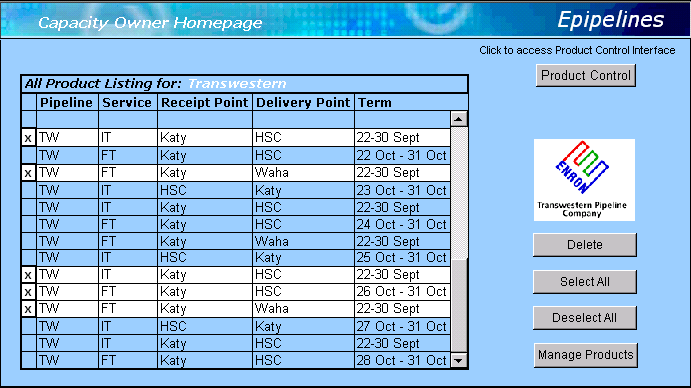 Capacity Owner Homepage Epipelines
Click to access Product Control Interface
Product Control
All Product Listing for: Transwestern
Pipeline Service Receipt Point Delivery Point Term
x TW IT Katy HSC 22-30 Sept
TW FT Katy HSC 22 Oct - 31 Oct
x TW FT Katy Waha 22-30 Sept
TW IT HSC Katy 23 Oct - 31 Oct
TW IT Katy HSC 22-30 Sept
TW FT Katy HSC 24 Oct - 31 Oct
TW FT Katy Waha 22-30 Sept
TW IT HSC Katy 25 Oct - 31 Oct
x TW IT Katy HSC 22-30 Sept
x TW FT Katy HSC 26 Oct - 31 Oct
x TW FT Katy Waha 22-30 Sept
TW IT HSC Katy 27 Oct - 31 Oct
TW IT Katy HSC 22-30 Sept
TW FT Katy HSC 28 Oct - 31 Oct
ENRON
Transwestern Pipeline
Company
Delete
Select All
Deselect All
Manage Products